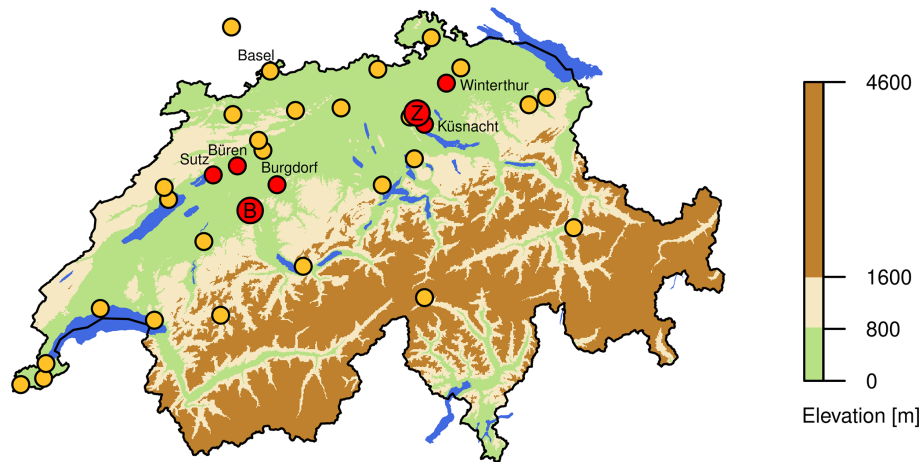 Basel
Winterthur
Z
Küsnacht
Büren
Sutz
Burgdorf
B
4600
1600
800
0
Elevation [m]